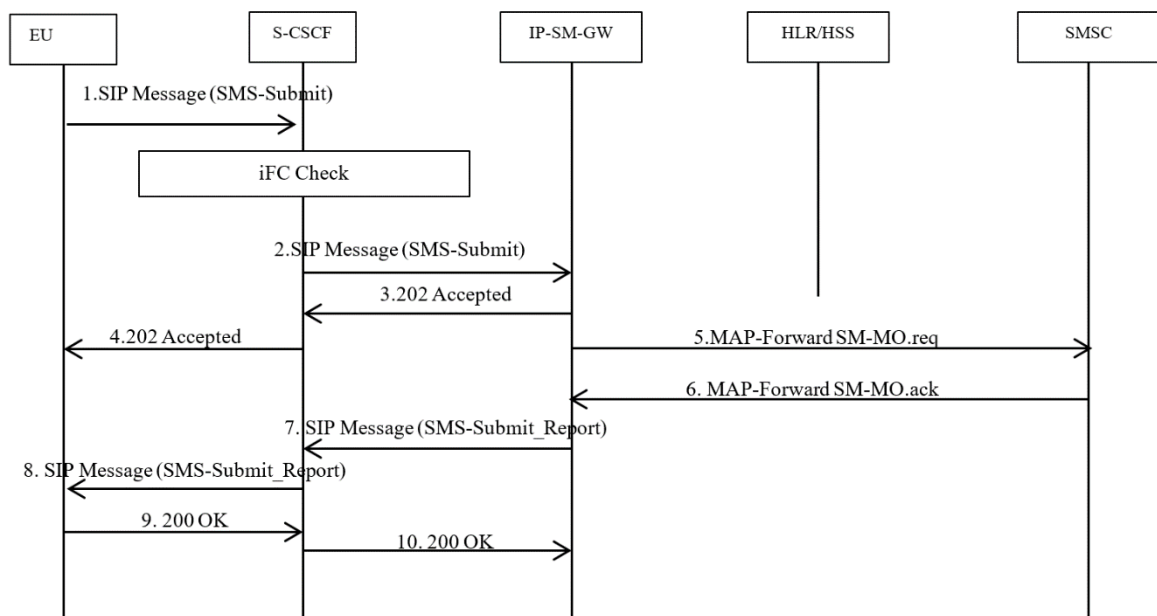 EU
S-CSCF
IP-SM-GW
HLR/HSS
SMSC
1.SIP Message (SMS-Submit)
iFC Check
2.SIP Message (SMS-Submit)
3.202 Accepted
4.202 Accepted
5.MAP-Forward SM-MO.req
6. MAP-Forward SM-MO.ack
7. SIP Message (SMS-Submit_Report)
8. SIP Message (SMS-Submit_Report)
9. 200 OK
10. 200 OK